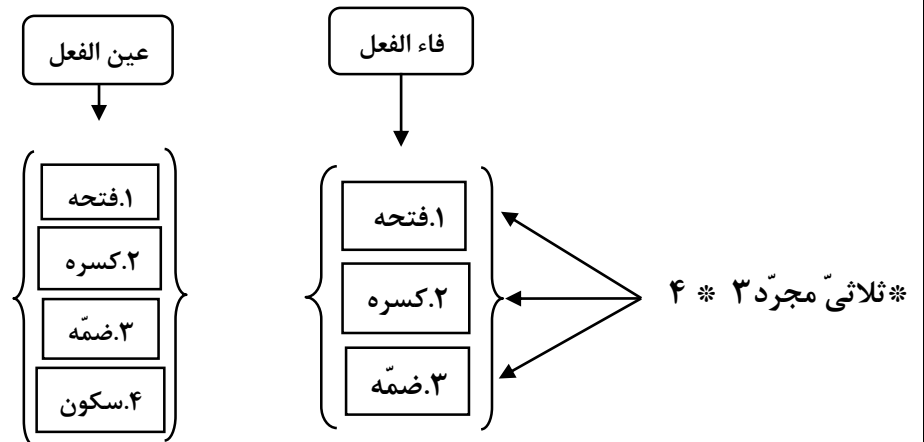 فاء الفعل
عین الفعل
*ثلاثیّ مجرّد ۳ * ۴
۱.فتحه
۲.کسره
۳.ضمّه
۱.فتحه
۲.کسره
۳.ضمّه
۴.سکون